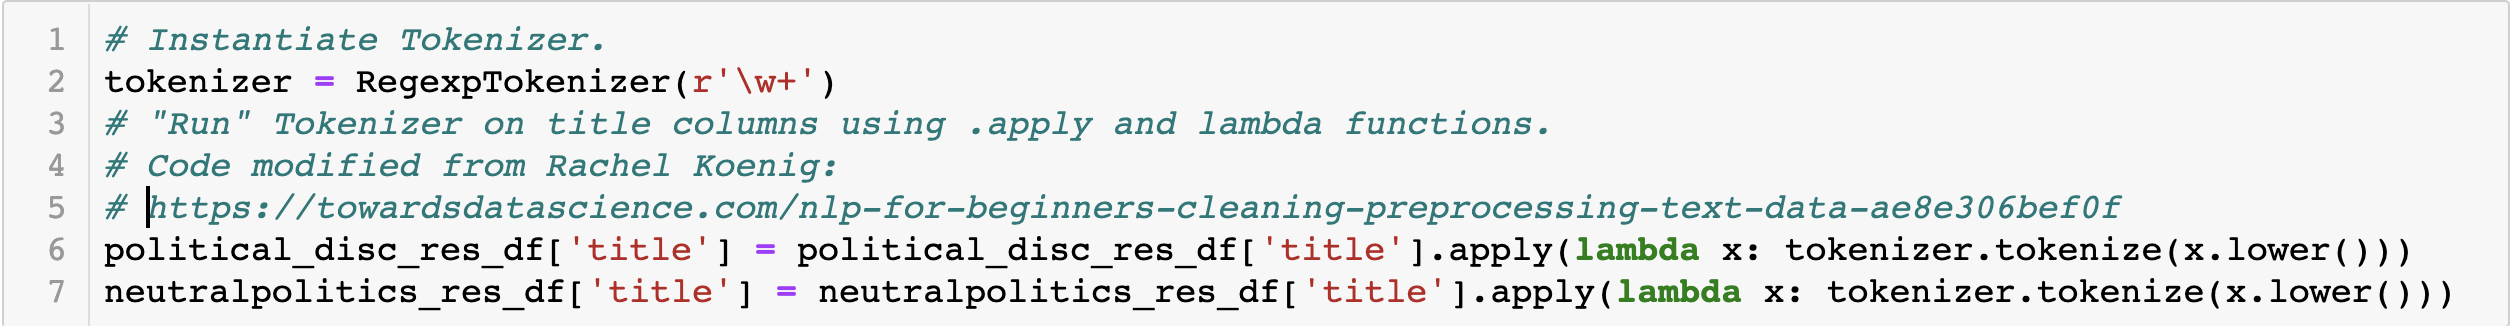 1 # Instantiate Tokenizer.
2 tokenizer = RegexpTokenizer(r'\w+')
3 # "Run" Tokenizer on title columns using .apply and lambda functions.
4 # Code modified from Rachel Koenig:
5 # https://towardsdatascience.com/nlp-for-beginners-cleaning-preprocessing-text-data-ae8e306bef0f
6 political_disc_res_df['title'] = political_disc_res_df['title'].apply(lambda x: tokenizer.tokenize(x.lower()))
7 neutralpolitics_res_df['title'] = neutralpolitics_res_df['title'].apply(lambda x: tokenizer.tokenize(x.lower()))